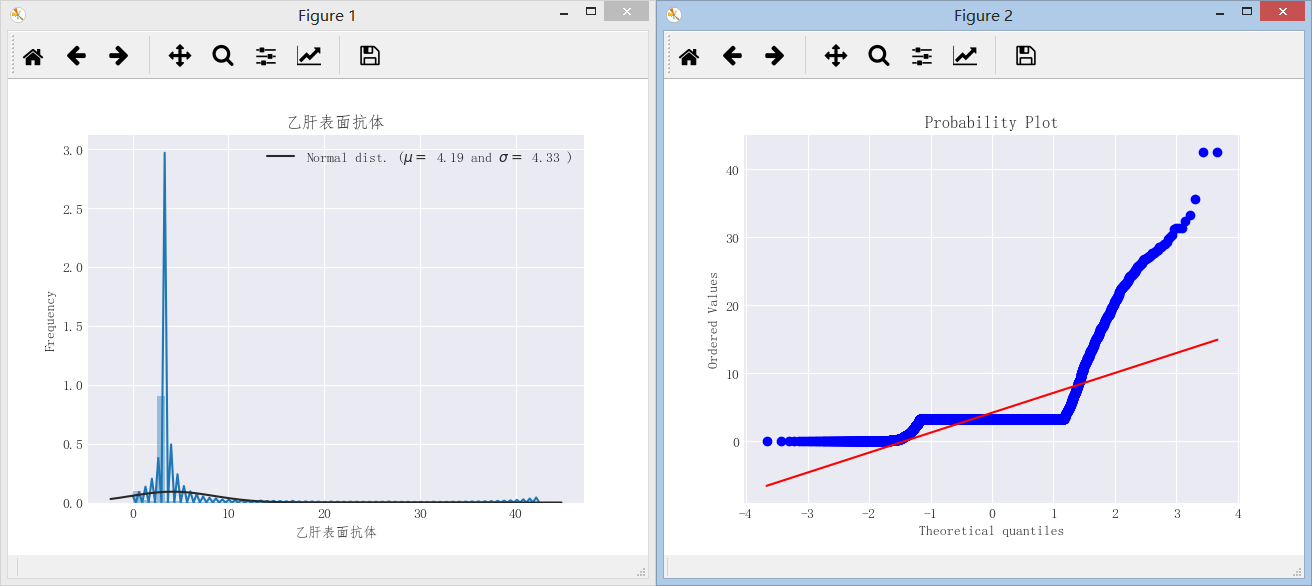 Figure 1
乙肝表面抗体
Normal dist. (μ = 4.19 and σ = 4.33 )
Frequency
3.0
2.5
2.0
1.5
1.0
0.5
0.0
0 10 20 30 40
乙肝表面抗体
Figure 2
Probability Plot
Ordered Values
40
30
20
10
0
−4 −3 −2 −1 0 1 2 3 4
Theoretical quantiles